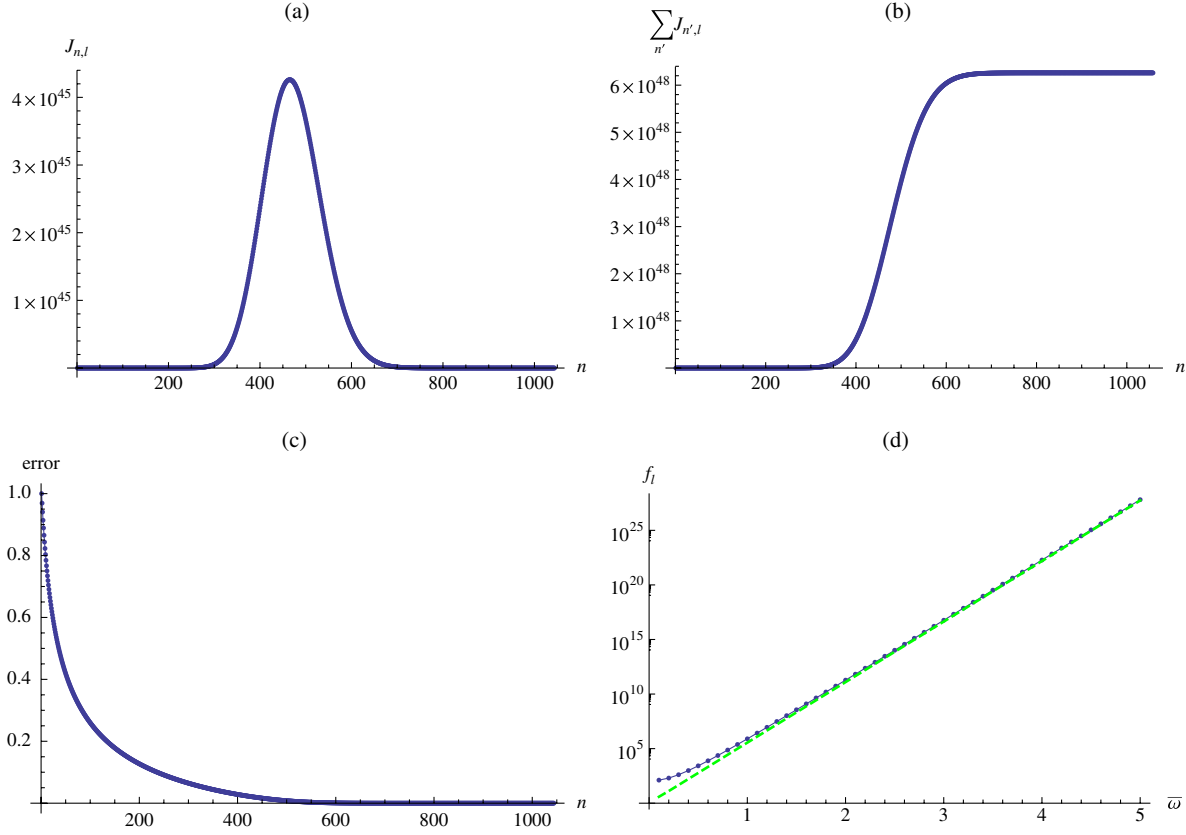 (a)
J_{n,l}
4×10^{45}
3×10^{45}
2×10^{45}
1×10^{45}
200 400 600 800 1000 n
(b)
∑_{n'} J_{n',l}
6×10^{48}
5×10^{48}
4×10^{48}
3×10^{48}
2×10^{48}
1×10^{48}
200 400 600 800 1000 n
(c)
error
1.0
0.8
0.6
0.4
0.2
0 200 400 600 800 1000 n
(d)
f_l
10^{25}
10^{20}
10^{15}
10^{10}
10^{5}
1 2 3 4 5 ω̅